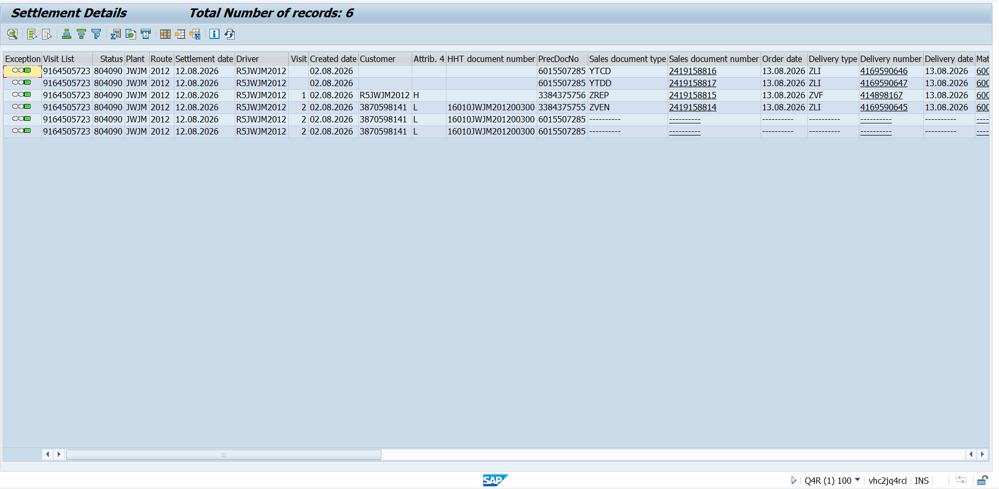 Settlement Details Total Number of records: 6
Exception Visit List Status Plant Route Settlement date Driver Visit Created date Customer Attrib. 4 HHT document number PrecDocNo Sales document type Sales document number Order date Delivery type Delivery number Delivery date Mat
9164505723 804090 JWJM 2012 12.08.2026 R5JWJM2012 02.08.2026 6015507285 YTCD 2419158816 13.08.2026 ZLI 4169590646 13.08.2026 600
9164505723 804090 JWJM 2012 12.08.2026 R5JWJM2012 02.08.2026 6015507285 YTDD 2419158817 13.08.2026 ZLI 4169590647 13.08.2026 600
9164505723 804090 JWJM 2012 12.08.2026 R5JWJM2012 1 02.08.2026 R5JWJM2012 H 3384375756 ZREP 2419158815 13.08.2026 ZVF 414898167 13.08.2026 600
9164505723 804090 JWJM 2012 12.08.2026 R5JWJM2012 2 02.08.2026 3870598141 L 16010JWJM201200300 3384375755 ZVEN 2419158814 13.08.2026 ZLI 4169590645 13.08.2026 600
9164505723 804090 JWJM 2012 12.08.2026 R5JWJM2012 2 02.08.2026 3870598141 L 16010JWJM201200300 6015507285 ---------- ---------- ---------- ---------- ---------- ---------- ----
9164505723 804090 JWJM 2012 12.08.2026 R5JWJM2012 2 02.08.2026 3870598141 L 16010JWJM201200300 6015507285 ---------- ---------- ---------- ---------- ---------- ---------- ----
SAP Q4R (1) 100 vhc2jq4rci INS